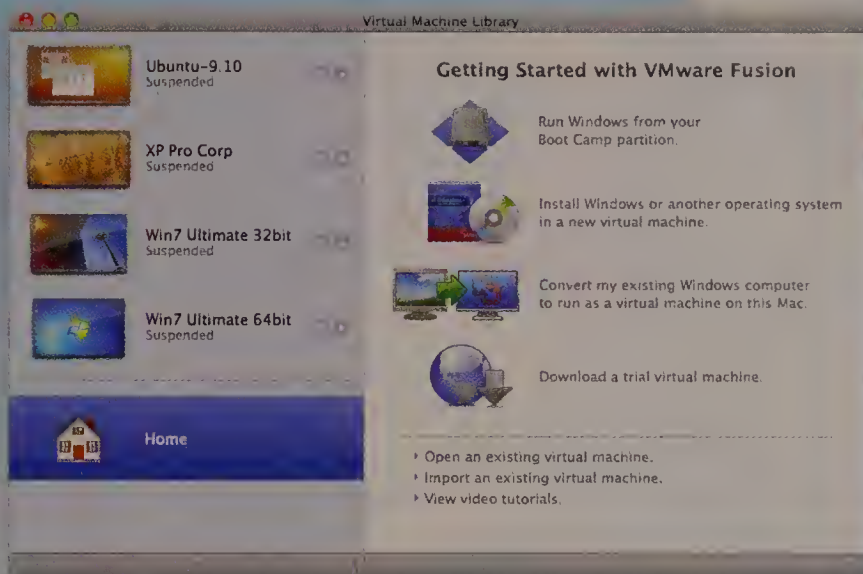 Virtual Machine Library
Ubuntu-9.10
Suspended
XP Pro Corp
Suspended
Win7 Ultimate 32bit
Suspended
Win7 Ultimate 64bit
Suspended
Home
Getting Started with VMware Fusion
Run Windows from your
Boot Camp partition.
Install Windows or another operating system
in a new virtual machine.
Convert my existing Windows computer
to run as a virtual machine on this Mac.
Download a trial virtual machine.
Open an existing virtual machine.
Import an existing virtual machine.
View video tutorials.